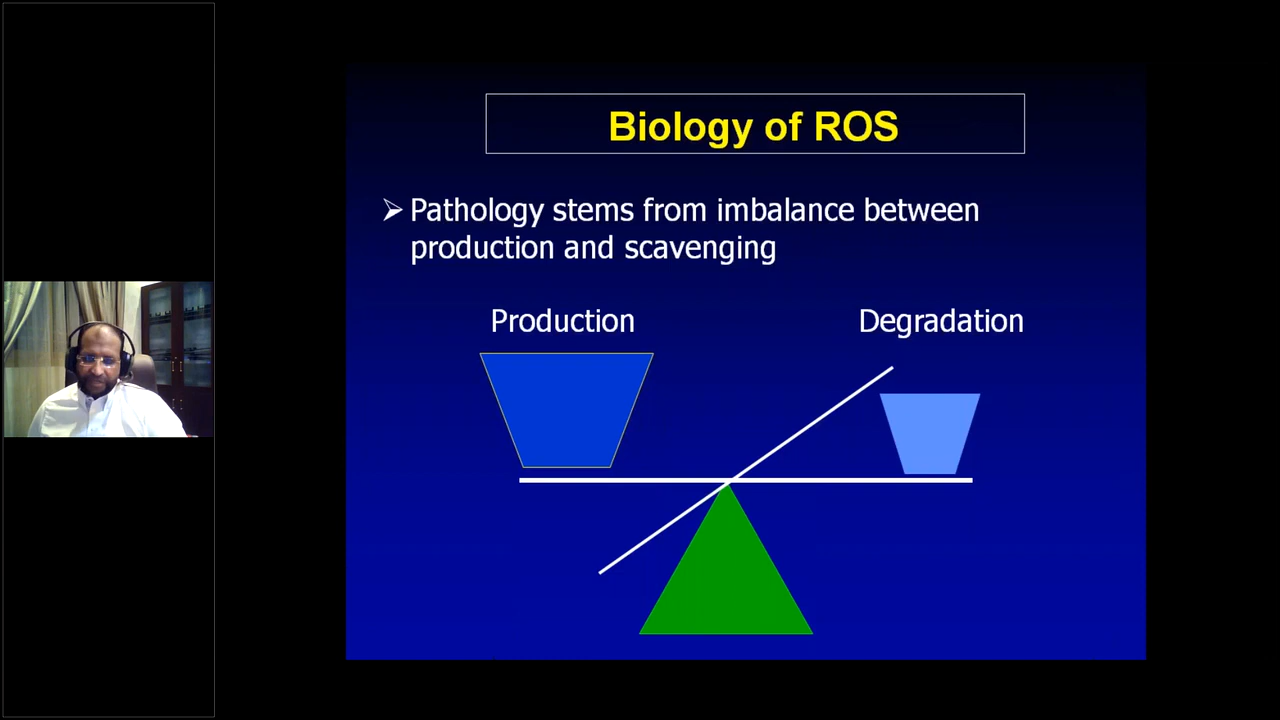 Biology of ROS
Pathology stems from imbalance between
production and scavenging
Production
Degradation